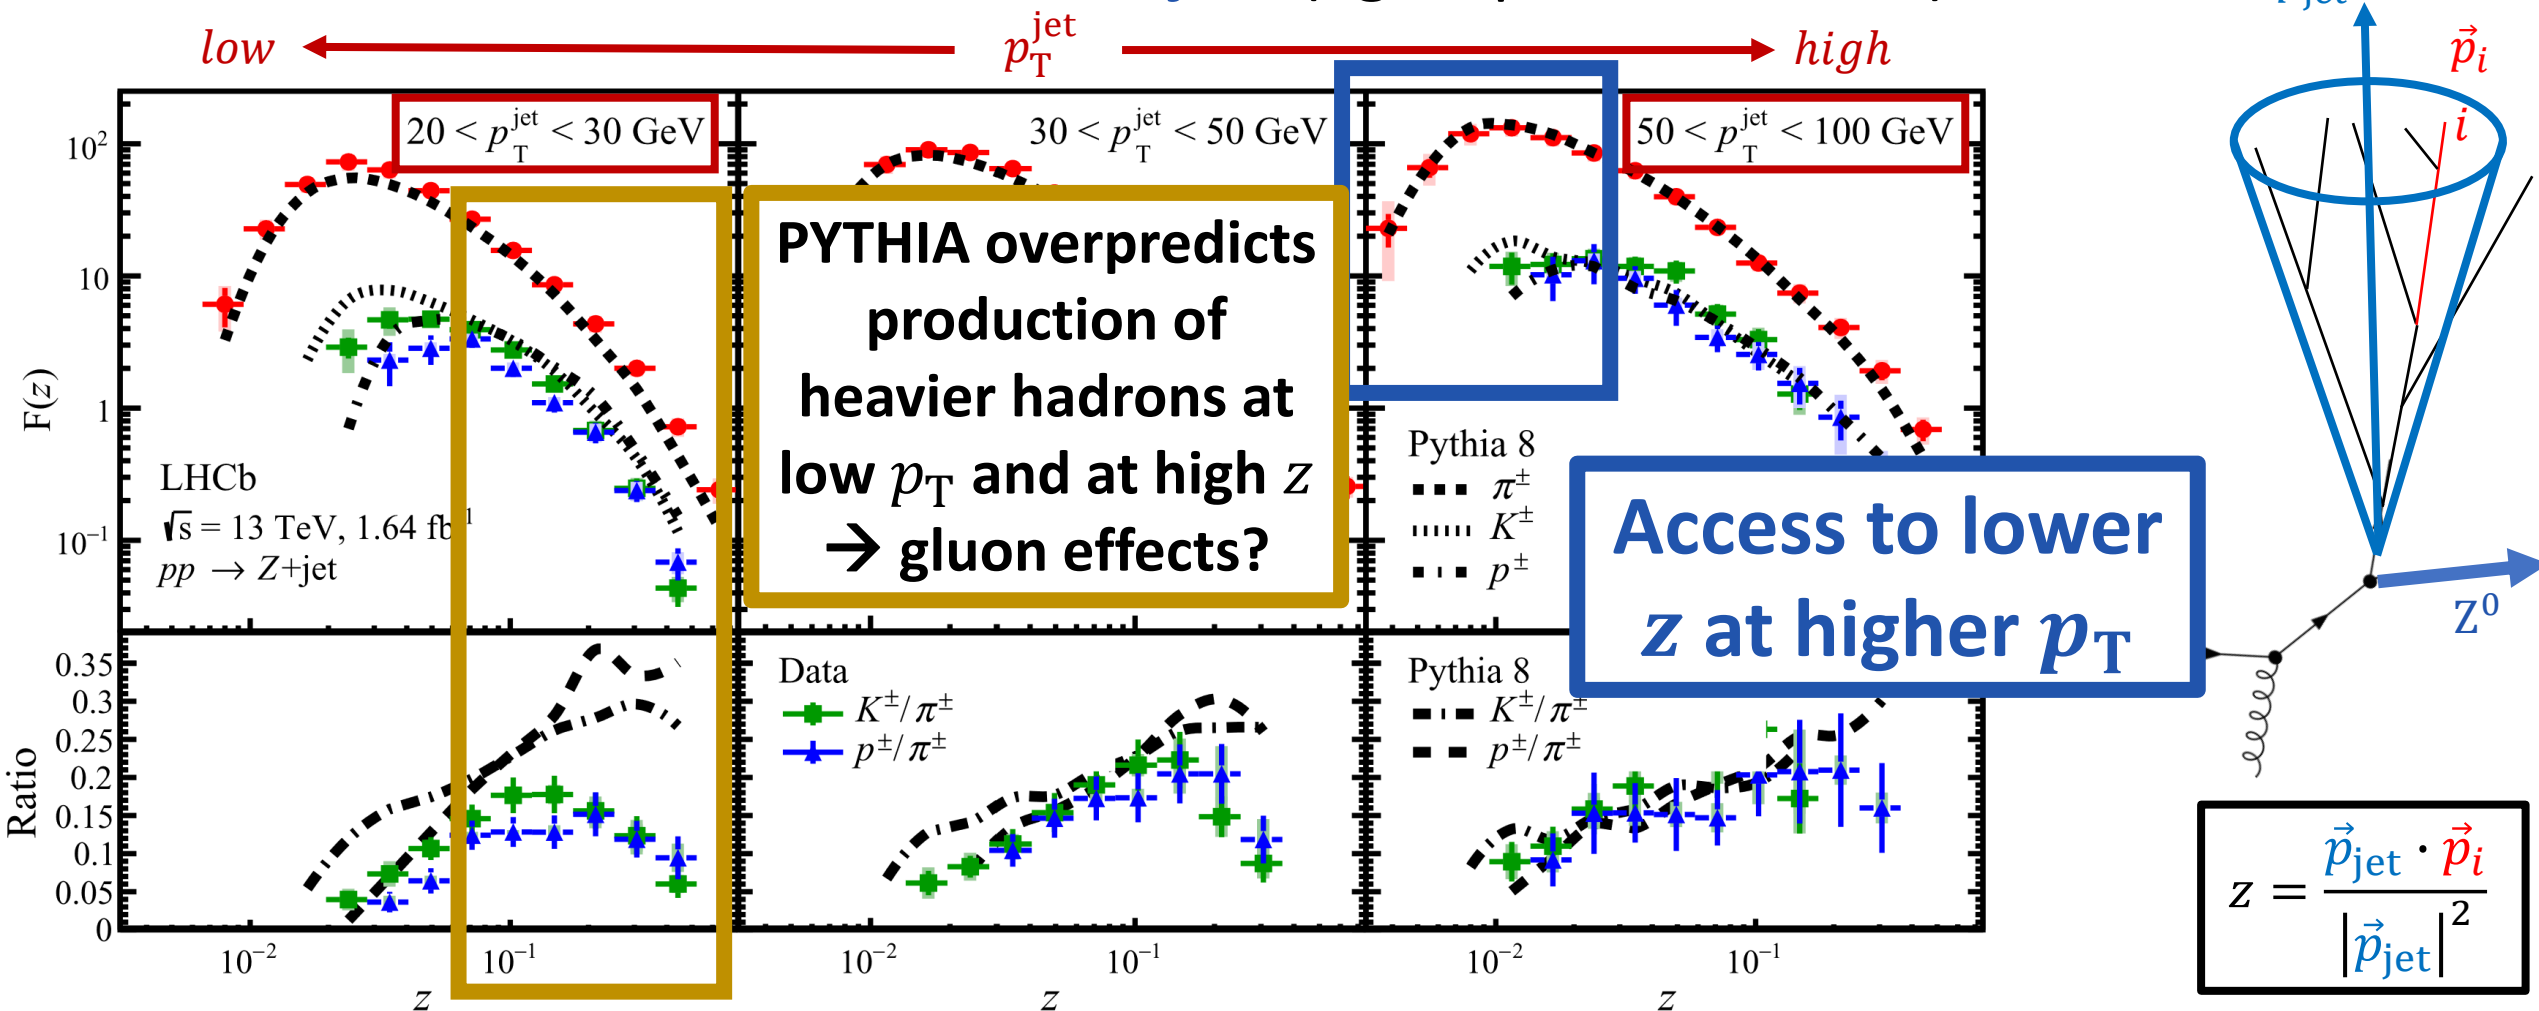 low
p_T^jet
high
p⃗_i
i
20 < p_T^jet < 30 GeV
30 < p_T^jet < 50 GeV
50 < p_T^jet < 100 GeV
10²
10
1
10⁻¹
F(z)
LHCb
√s = 13 TeV, 1.64 fb⁻¹
pp → Z+jet
PYTHIA overpredicts
production of
heavier hadrons at
low p_T and at high z
→ gluon effects?
Pythia 8
π±
K±
p±
Access to lower
z at higher p_T
Z⁰
0.35
0.3
0.25
0.2
0.15
0.1
0.05
0
Ratio
Data
K±/π±
p±/π±
Pythia 8
K±/π±
p±/π±
10⁻² 10⁻¹ 10⁻² 10⁻¹ 10⁻² 10⁻¹
z z z
z = p⃗_jet · p⃗_i / |p⃗_jet|²